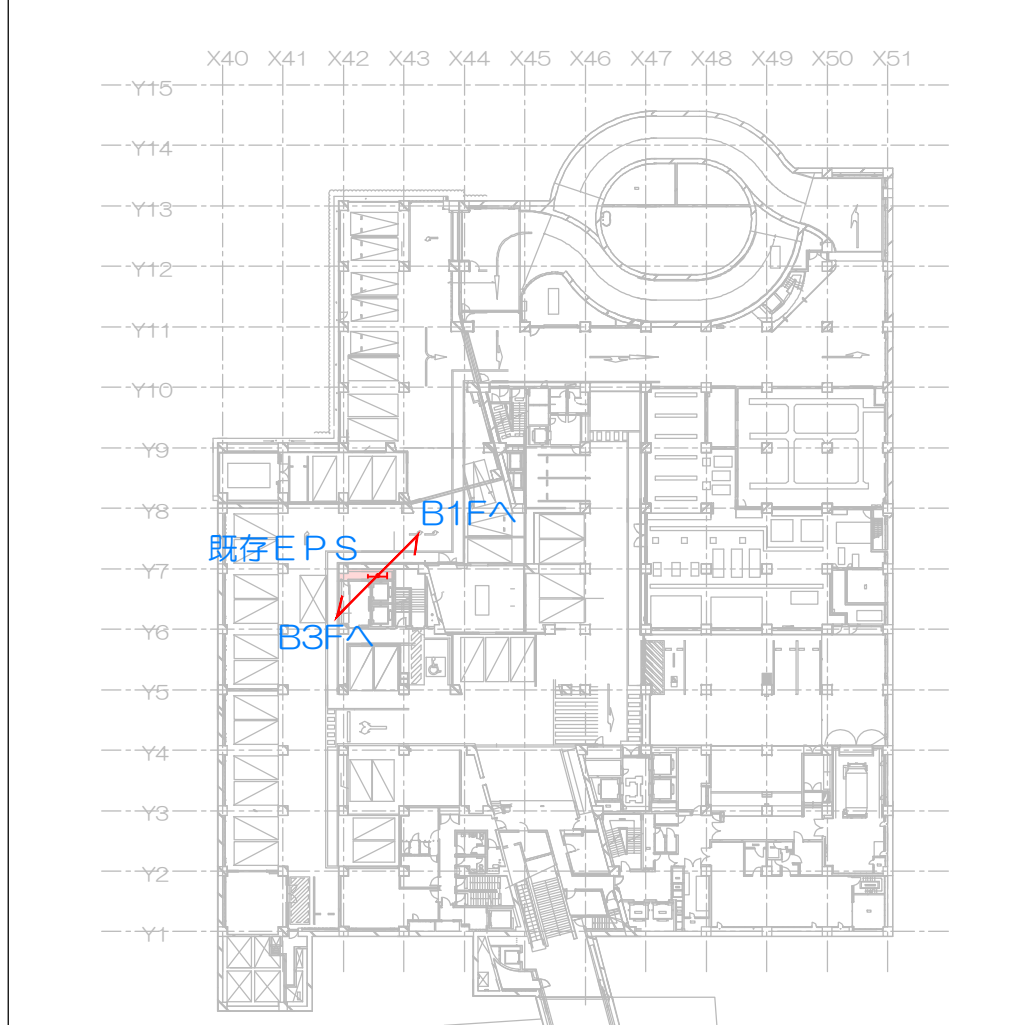 X40 X41 X42 X43 X44 X45 X46 X47 X48 X49 X50 X51
Y15
Y14
Y13
Y12
Y11
Y10
Y9
Y8
B1Fへ
既存EPS
Y7
Y6
B3Fへ
Y5
Y4
Y3
Y2
Y1